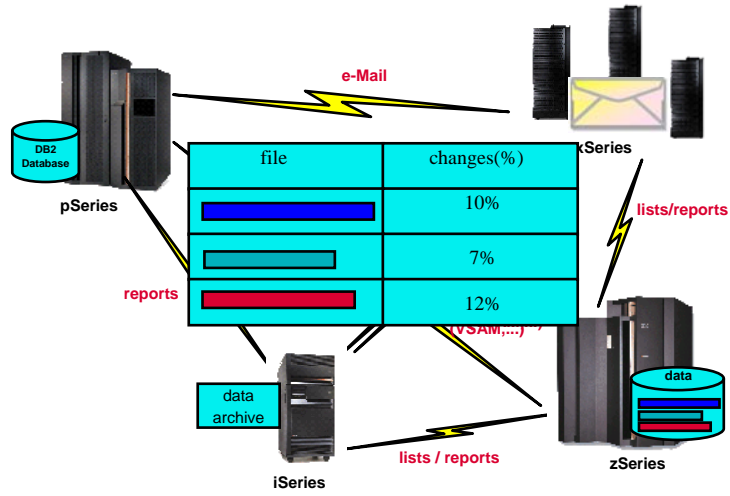 e-Mail
DB2
Database
xSeries
pSeries
file changes(%)
10%
7%
12%
lists/reports
reports
(VSAM,...)
data
archive
data
lists / reports
iSeries
zSeries